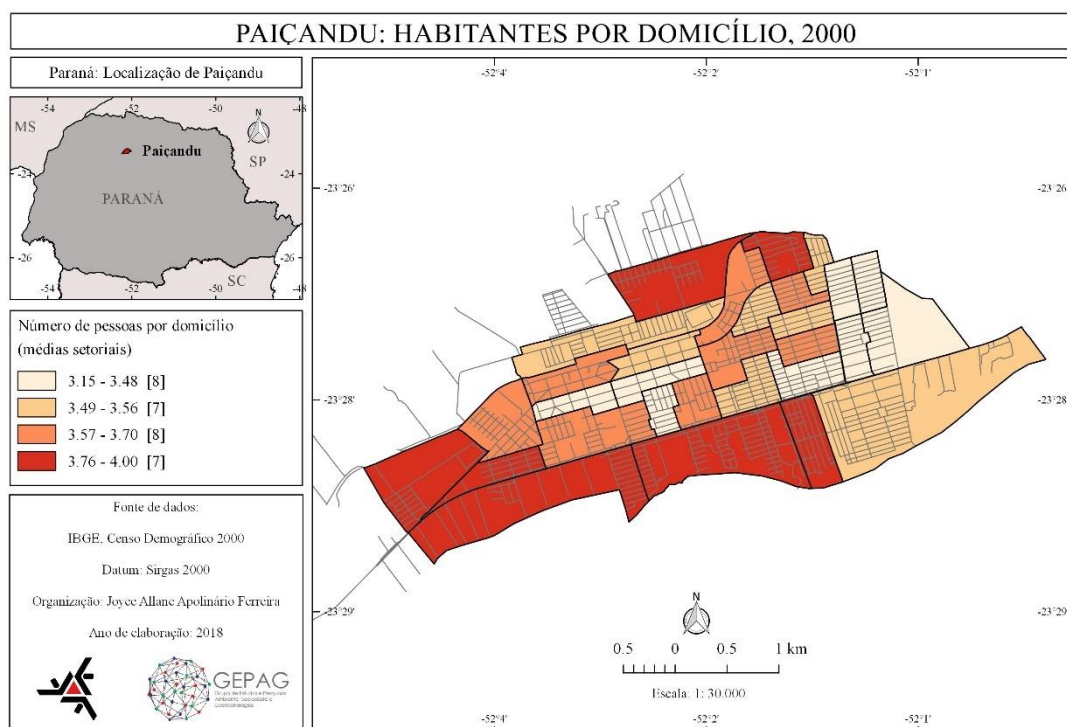 PAIÇANDU: HABITANTES POR DOMICÍLIO, 2000
Paraná: Localização de Paiçandu
-54 -52 -50 -48
MS
N
SP
Paiçandu
-24 -24
PARANÁ
-26 -26
SC
-54 -52 -50 -48
Número de pessoas por domicílio
(médias setoriais)
3.15 - 3.48 [8]
3.49 - 3.56 [7]
3.57 - 3.70 [8]
3.76 - 4.00 [7]
Fonte de dados:
IBGE, Censo Demográfico 2000
Datum: Sirgas 2000
Organização: Joyce Allane Apolinário Ferreira
Ano de elaboração: 2018
GEPAG
Grupo de Estudos e Pesquisas
-52°4' -52°2' -52°1'
-23°26' -23°26'
-23°28' -23°28'
-23°29' -23°29'
N
0.5 0 0.5 1 km
Escala: 1: 30.000
-52°4' -52°2' -52°1'